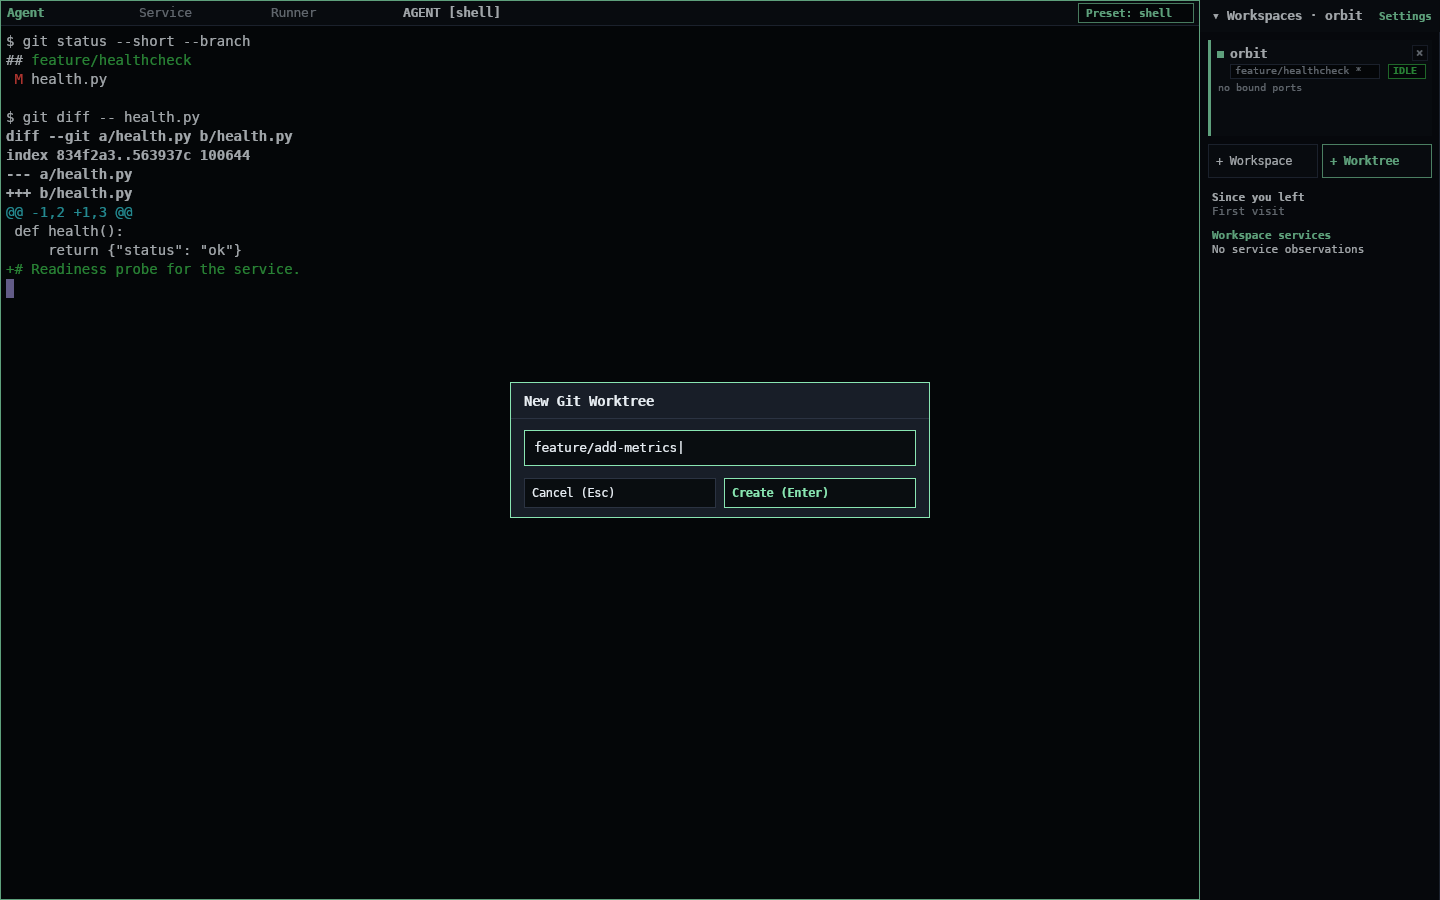 Agent Service Runner AGENT [shell] Preset: shell
$ git status --short --branch
## feature/healthcheck
 M health.py
$ git diff -- health.py
diff --git a/health.py b/health.py
index 834f2a3..563937c 100644
--- a/health.py
+++ b/health.py
@@ -1,2 +1,3 @@
 def health():
     return {"status": "ok"}
+# Readiness probe for the service.
New Git Worktree
feature/add-metrics|
Cancel (Esc) Create (Enter)
▾ Workspaces · orbit Settings
orbit ×
feature/healthcheck * IDLE
no bound ports
+ Workspace + Worktree
Since you left
First visit
Workspace services
No service observations